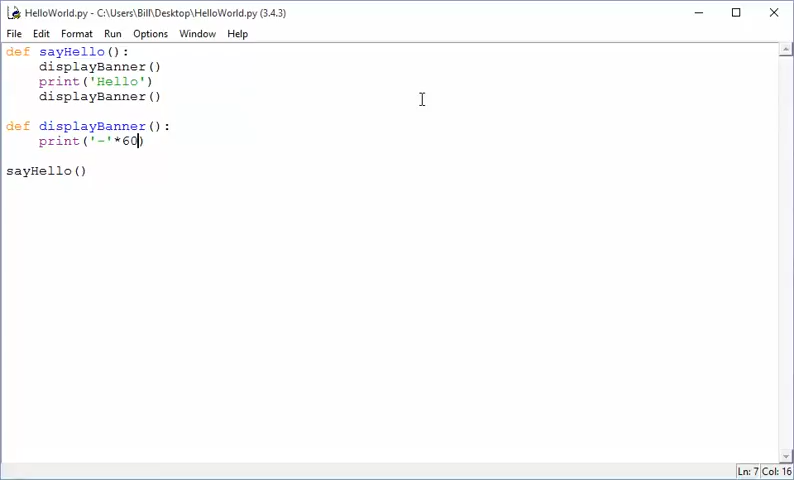 HelloWorld.py - C:\Users\Bill\Desktop\HelloWorld.py (3.4.3)
File Edit Format Run Options Window Help
def sayHello():
    displayBanner()
    print('Hello')
    displayBanner()
def displayBanner():
    print('-'*60)
sayHello()
Ln: 7 Col: 16